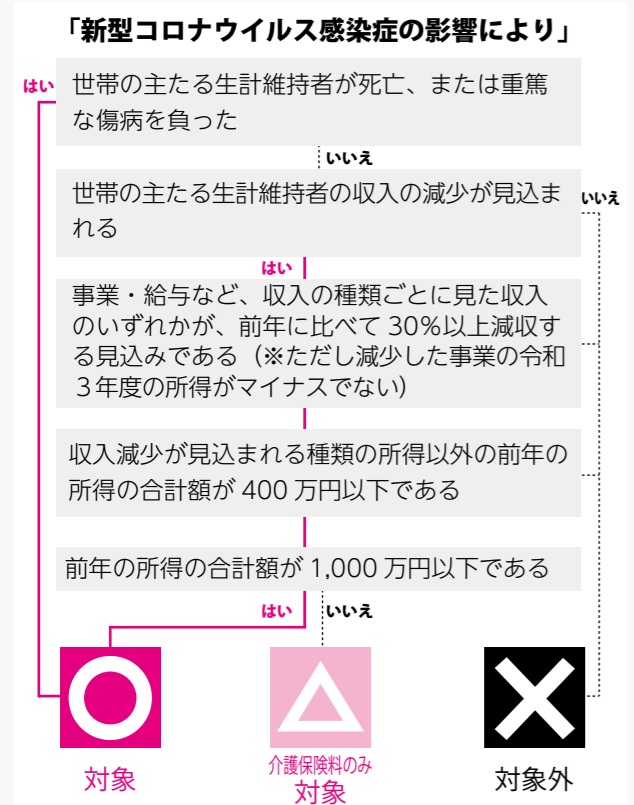 「新型コロナウイルス感染症の影響により」
はい
世帯の主たる生計維持者が死亡、または重篤
な傷病を負った
いいえ
世帯の主たる生計維持者の収入の減少が見込ま
れる
いいえ
はい
事業・給与など、収入の種類ごとに見た収入
のいずれかが、前年に比べて 30%以上減収す
る見込みである（※ただし減少した事業の令和
３年度の所得がマイナスでない）
収入減少が見込まれる種類の所得以外の前年の
所得の合計額が 400 万円以下である
前年の所得の合計額が 1,000 万円以下である
はい
いいえ
対象
介護保険料のみ
対象
対象外